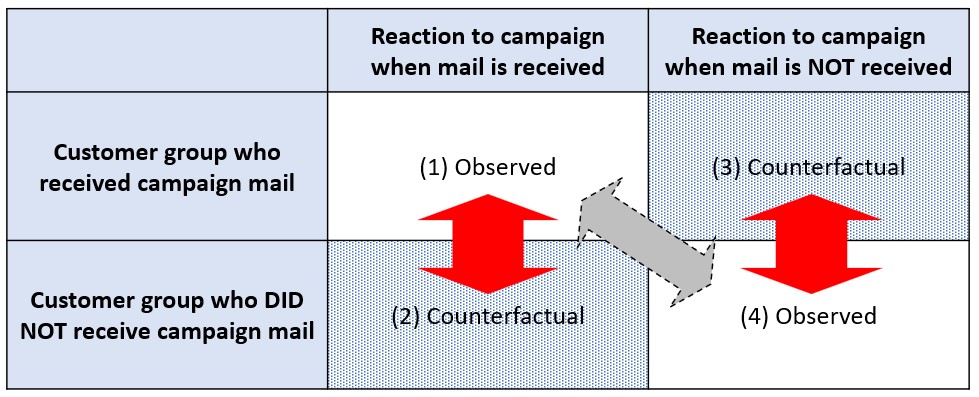 Reaction to campaign
when mail is received
Reaction to campaign
when mail is NOT received
Customer group who
received campaign mail
(1) Observed
(3) Counterfactual
Customer group who DID
NOT receive campaign mail
(2) Counterfactual
(4) Observed